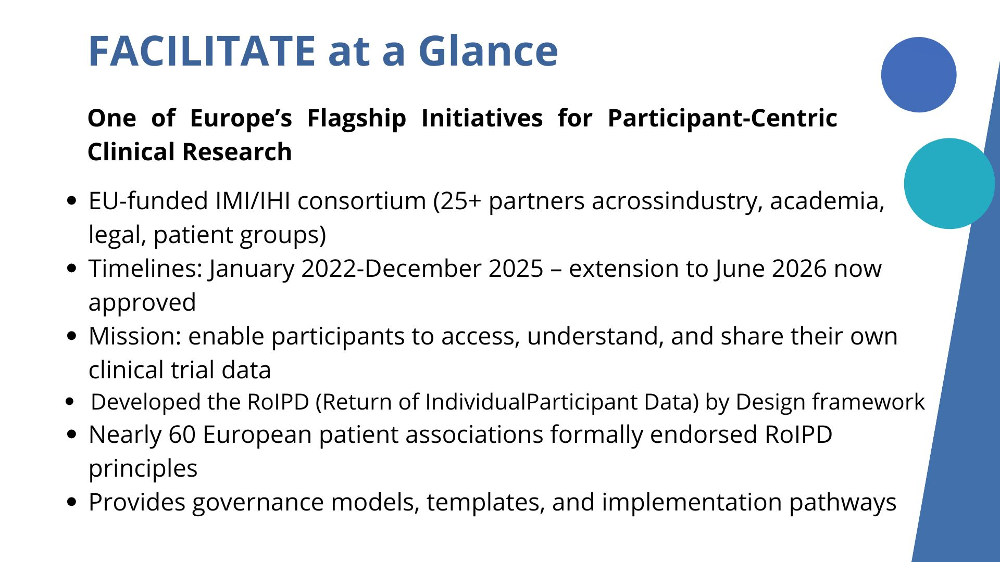 FACILITATE at a Glance
One of Europe’s Flagship Initiatives for Participant-Centric
Clinical Research
• EU-funded IMI/IHI consortium (25+ partners acrossindustry, academia,
legal, patient groups)
• Timelines: January 2022-December 2025 – extension to June 2026 now
approved
• Mission: enable participants to access, understand, and share their own
clinical trial data
• Developed the RoIPD (Return of IndividualParticipant Data) by Design framework
• Nearly 60 European patient associations formally endorsed RoIPD
principles
• Provides governance models, templates, and implementation pathways